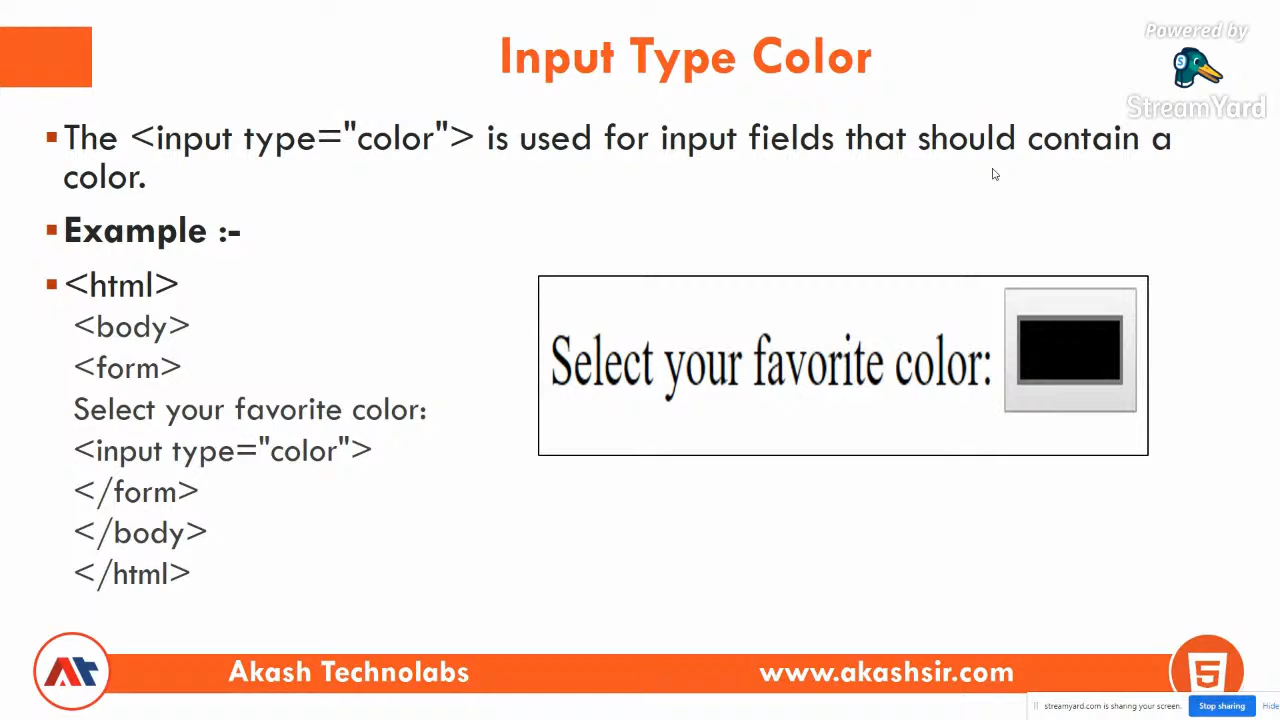 Input Type Color
Powered by
StreamYard
▪The <input type="color"> is used for input fields that should contain a
color.
▪Example :-
▪<html>
<body>
<form>
Select your favorite color:
<input type="color">
</form>
</body>
</html>
Select your favorite color:
Akash Technolabs
www.akashsir.com
streamyard.com is sharing your screen.
Stop sharing
Hide